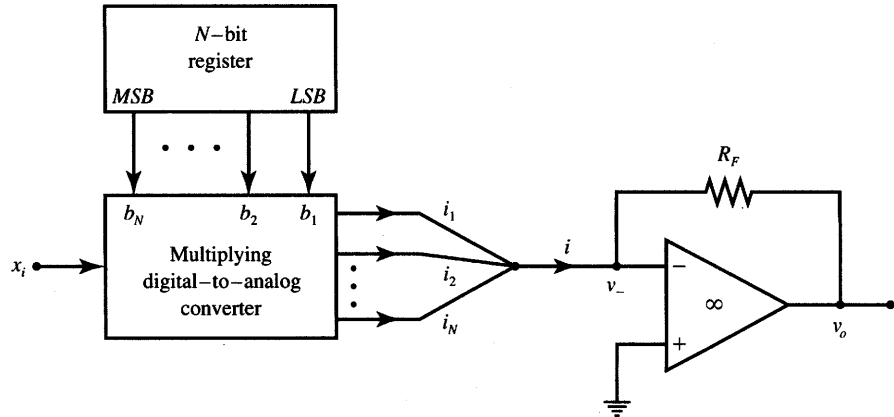 N–bit
register
MSB
LSB
• • •
b_N
b_2
b_1
x_i
Multiplying
digital–to–analog
converter
i_1
i_2
i_N
i
v_–
R_F
–
∞
+
v_o